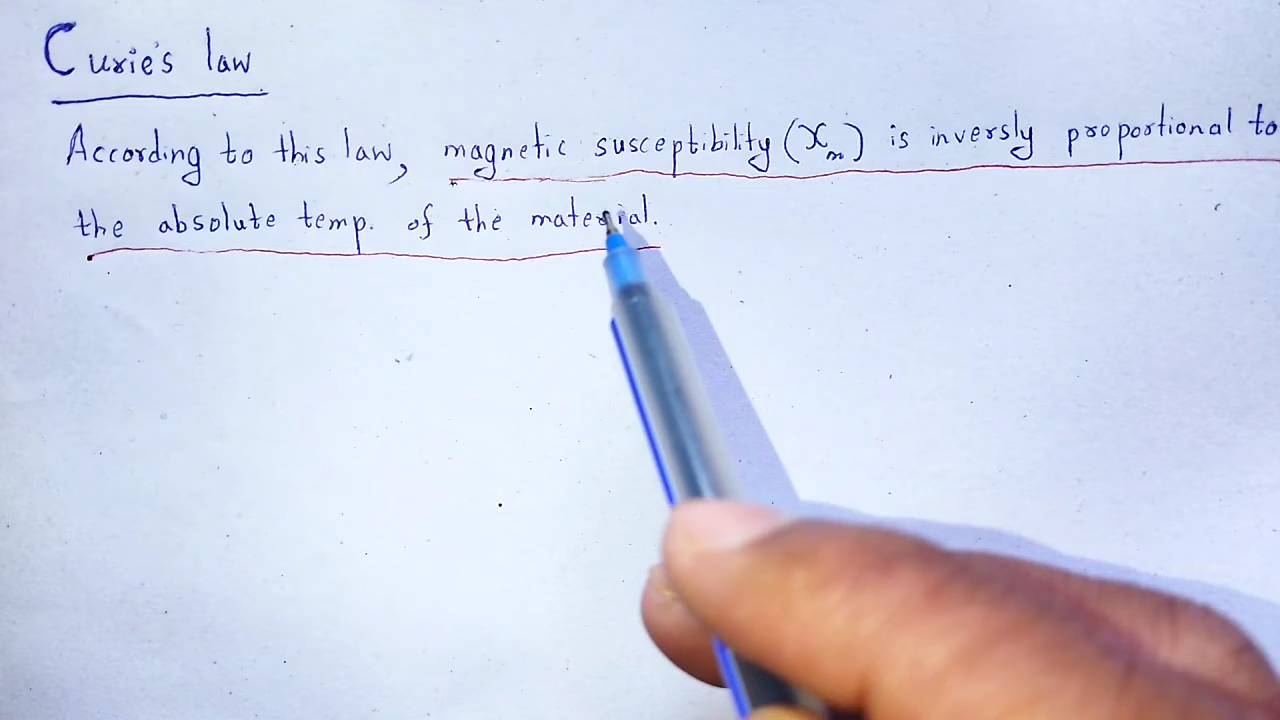 Curie's law
According to this law, magnetic susceptibility (χm) is inversly proportional to
the absolute temp. of the material.